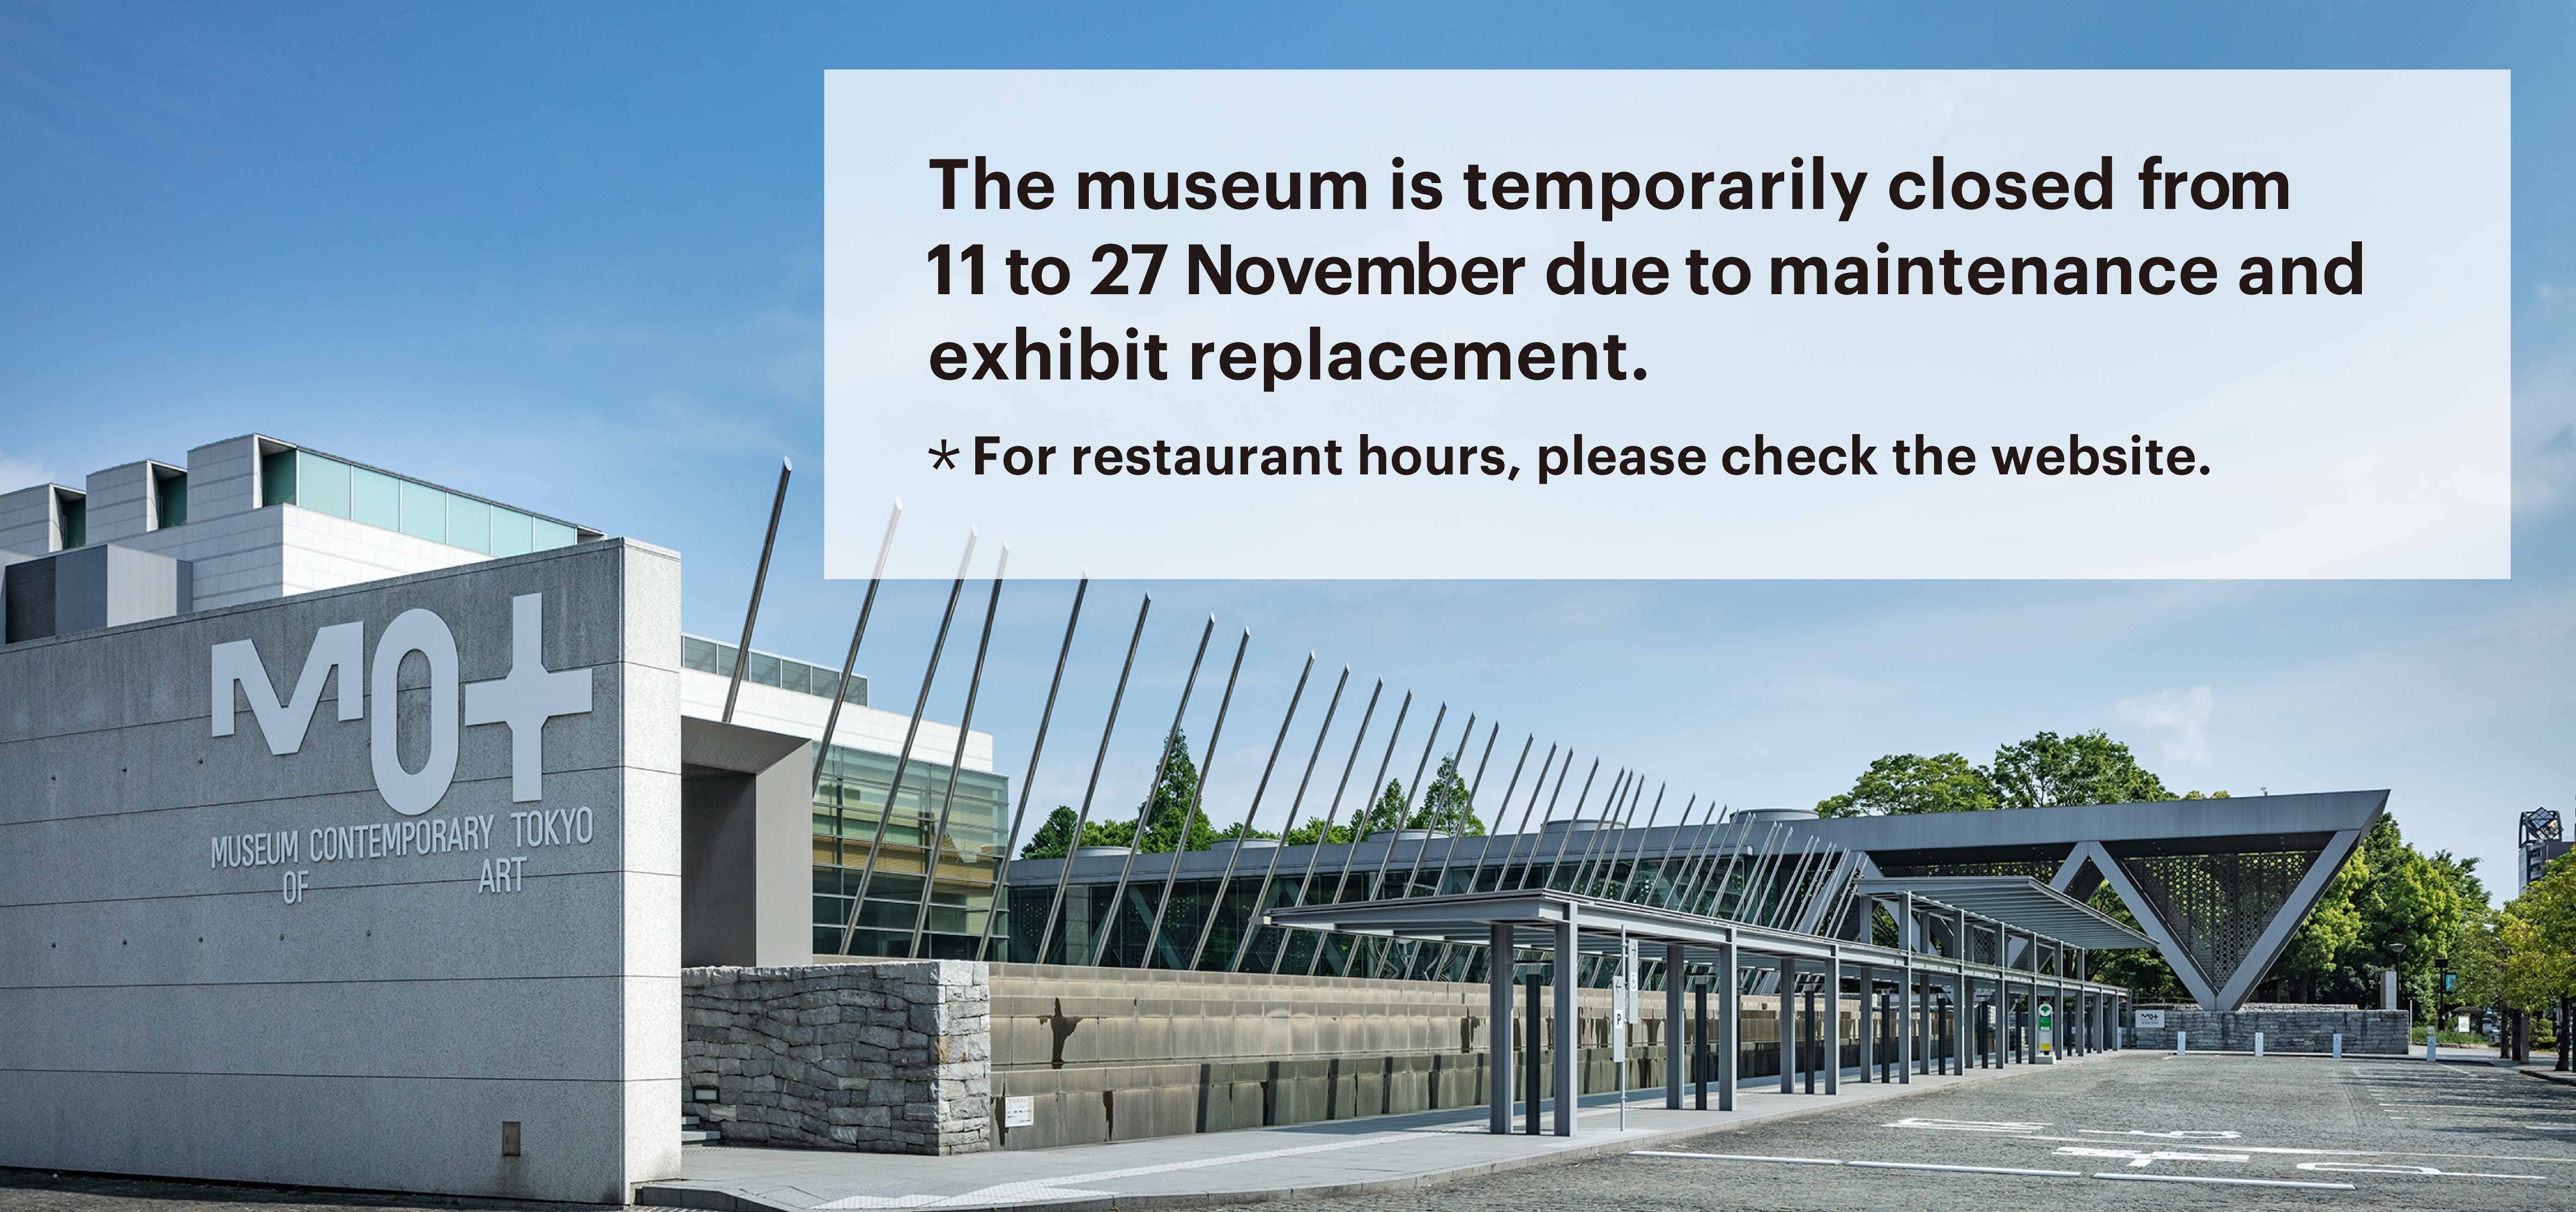 The museum is temporarily closed from
11 to 27 November due to maintenance and
exhibit replacement.
* For restaurant hours, please check the website.
MO+
MUSEUM CONTEMPORARY TOKYO
OF ART
P